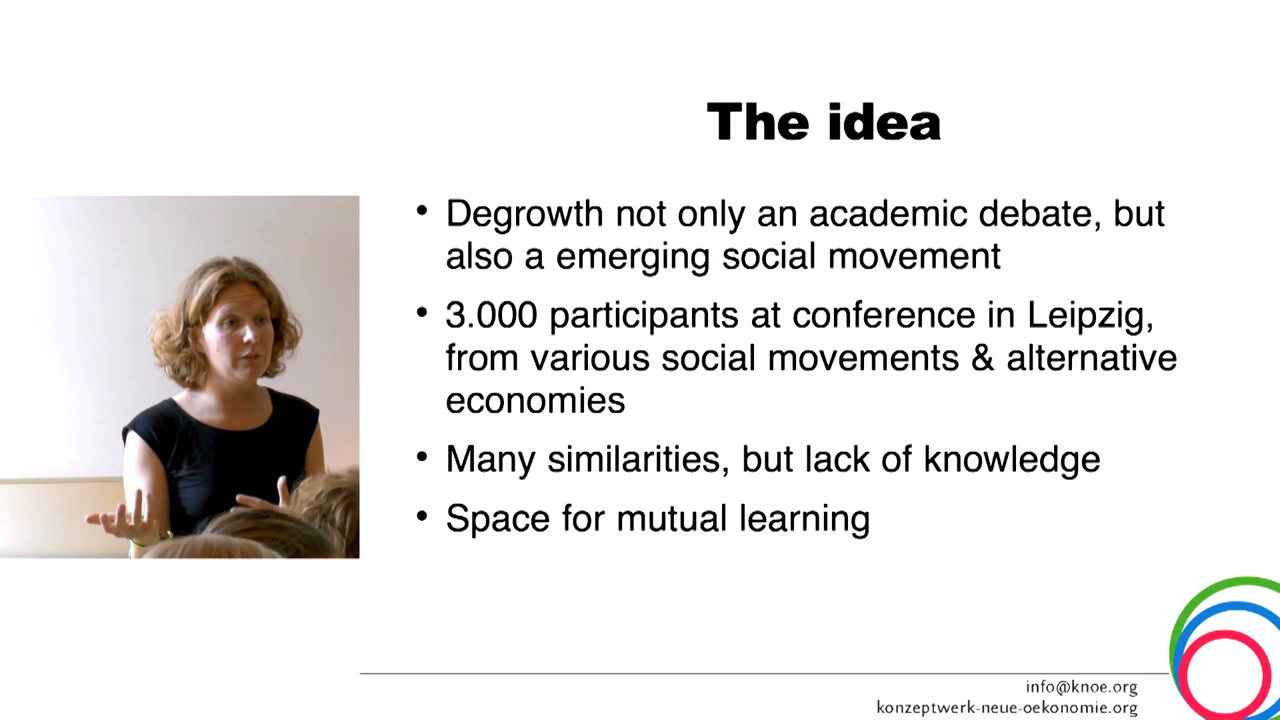 The idea
• Degrowth not only an academic debate, but
also a emerging social movement
• 3.000 participants at conference in Leipzig,
from various social movements & alternative
economies
• Many similarities, but lack of knowledge
• Space for mutual learning
info@knoe.org
konzeptwerk-neue-oekonomie.org